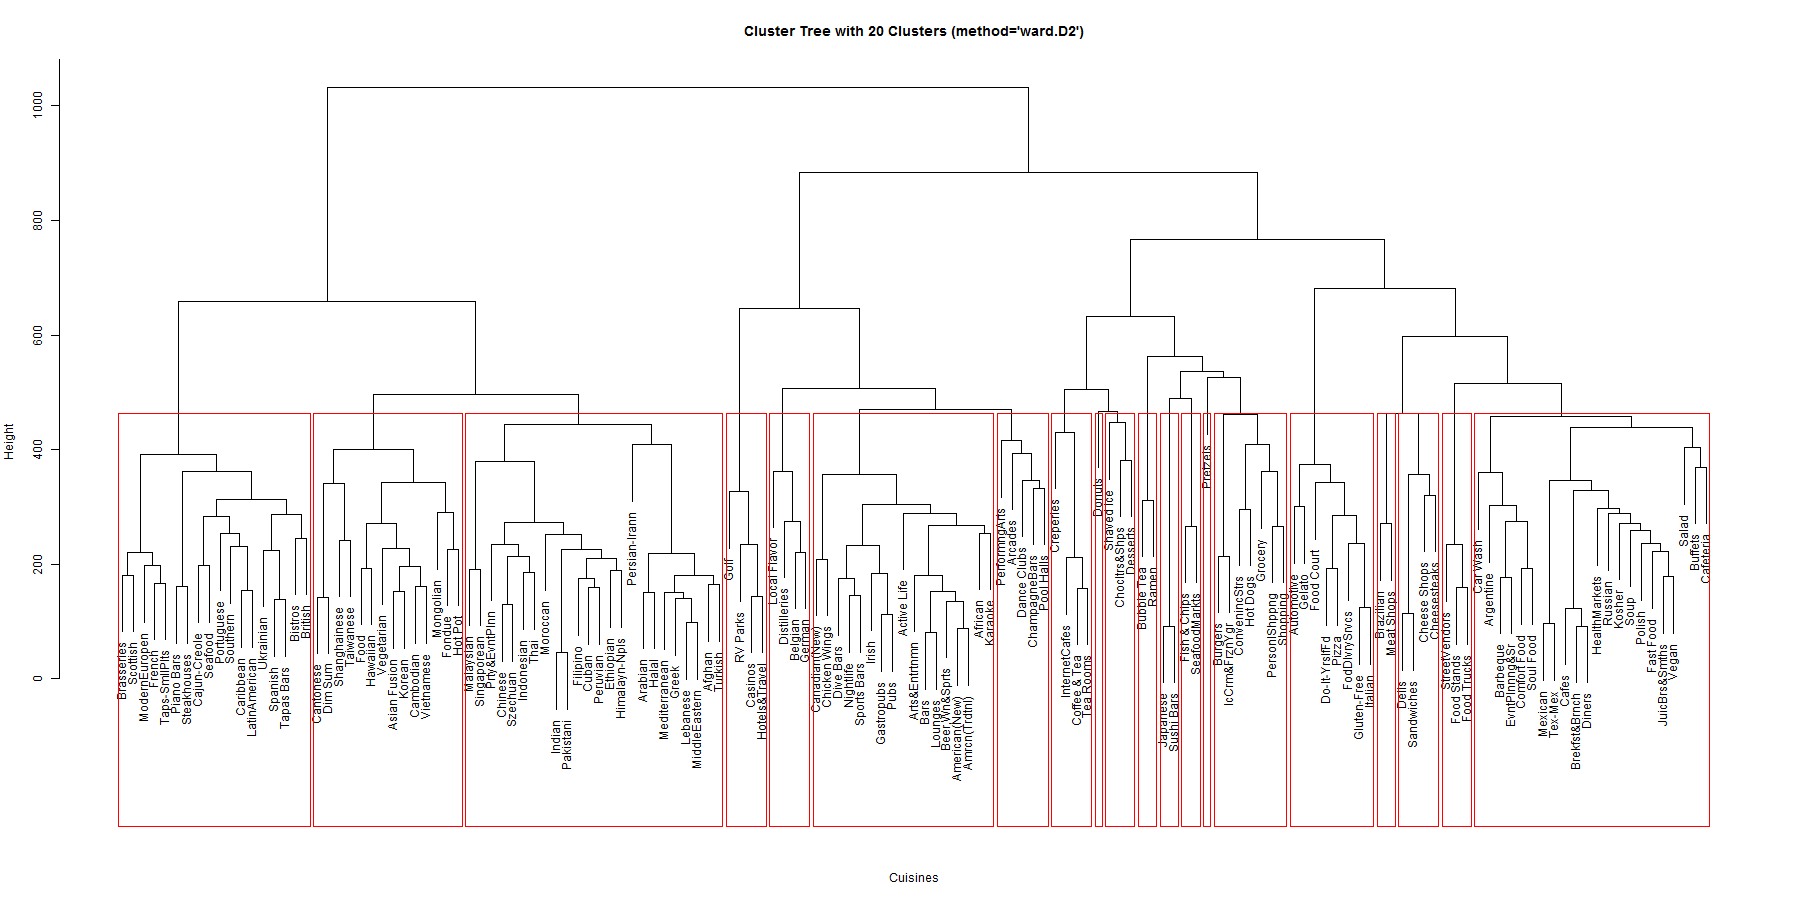 Cluster Tree with 20 Clusters (method='ward.D2')
Height
1000
800
600
400
200
0
Brasseries
Scottish
ModernEuropen
French
Taps-SmlPlts
Piano Bars
Steakhouses
Cajun-Creole
Seafood
Portuguese
Southern
Caribbean
LatinAmerican
Ukrainian
Spanish
Tapas Bars
Bistros
British
Cantonese
Dim Sum
Shanghainese
Taiwanese
Food
Hawaiian
Vegetarian
Asian Fusion
Korean
Cambodian
Vietnamese
Mongolian
Fondue
Hot Pot
Malaysian
Singaporean
Prty&EvntPlnn
Chinese
Szechuan
Indonesian
Thai
Moroccan
Indian
Pakistani
Filipino
Cuban
Peruvian
Ethiopian
Himalayn-Npls
Persian-Irann
Arabian
Halal
Mediterranean
Greek
Lebanese
MiddleEastern
Afghan
Turkish
Golf
RV Parks
Casinos
Hotels&Travel
Local Flavor
Distilleries
Belgian
German
Canadian(New)
Chicken Wings
Dive Bars
Nightlife
Sports Bars
Irish
Gastropubs
Pubs
Active Life
Arts&Entrtnmn
Bars
Lounges
Beer,Wn&Sprts
American(New)
Amrcn(Trdtnl)
African
Karaoke
PerformingArts
Arcades
Dance Clubs
ChampagneBars
Pool Halls
Creperies
InternetCafes
Coffee & Tea
Tea Rooms
Donuts
Shaved Ice
Chocltrs&Shps
Desserts
Bubble Tea
Ramen
Japanese
Sushi Bars
Fish & Chips
SeafoodMarkts
Pretzels
Burgers
IcCrm&FrznYgr
ConvenincStrs
Hot Dogs
Grocery
PersonlShppng
Shopping
Automotive
Gelato
Food Court
Do-It-YrslfFd
Pizza
FodDlvrySrvcs
Gluten-Free
Italian
Brazilian
Meat Shops
Delis
Sandwiches
Cheese Shops
Cheesesteaks
StreetVendors
Food Stands
Food Trucks
Car Wash
Argentine
Barbeque
EvntPlnnng&Sr
Comfort Food
Soul Food
Mexican
Tex-Mex
Cafes
Brekfst&Brnch
Diners
HealthMarkets
Russian
Kosher
Soup
Polish
Fast Food
JuicBrs&Smths
Vegan
Salad
Buffets
Cafeteria
Cuisines